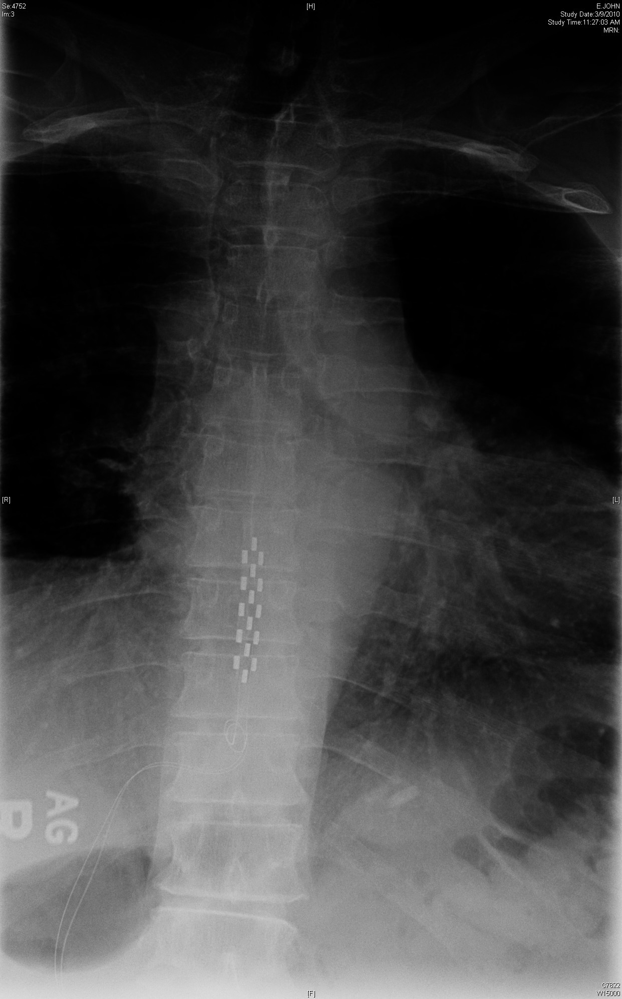 Se:4752
Im:3
[H]
E.JOHN
Study Date:3/9/2010
Study Time:11:27:03 AM
MRN:
[R]
[L]
AG
R
C7822
W15000
[F]